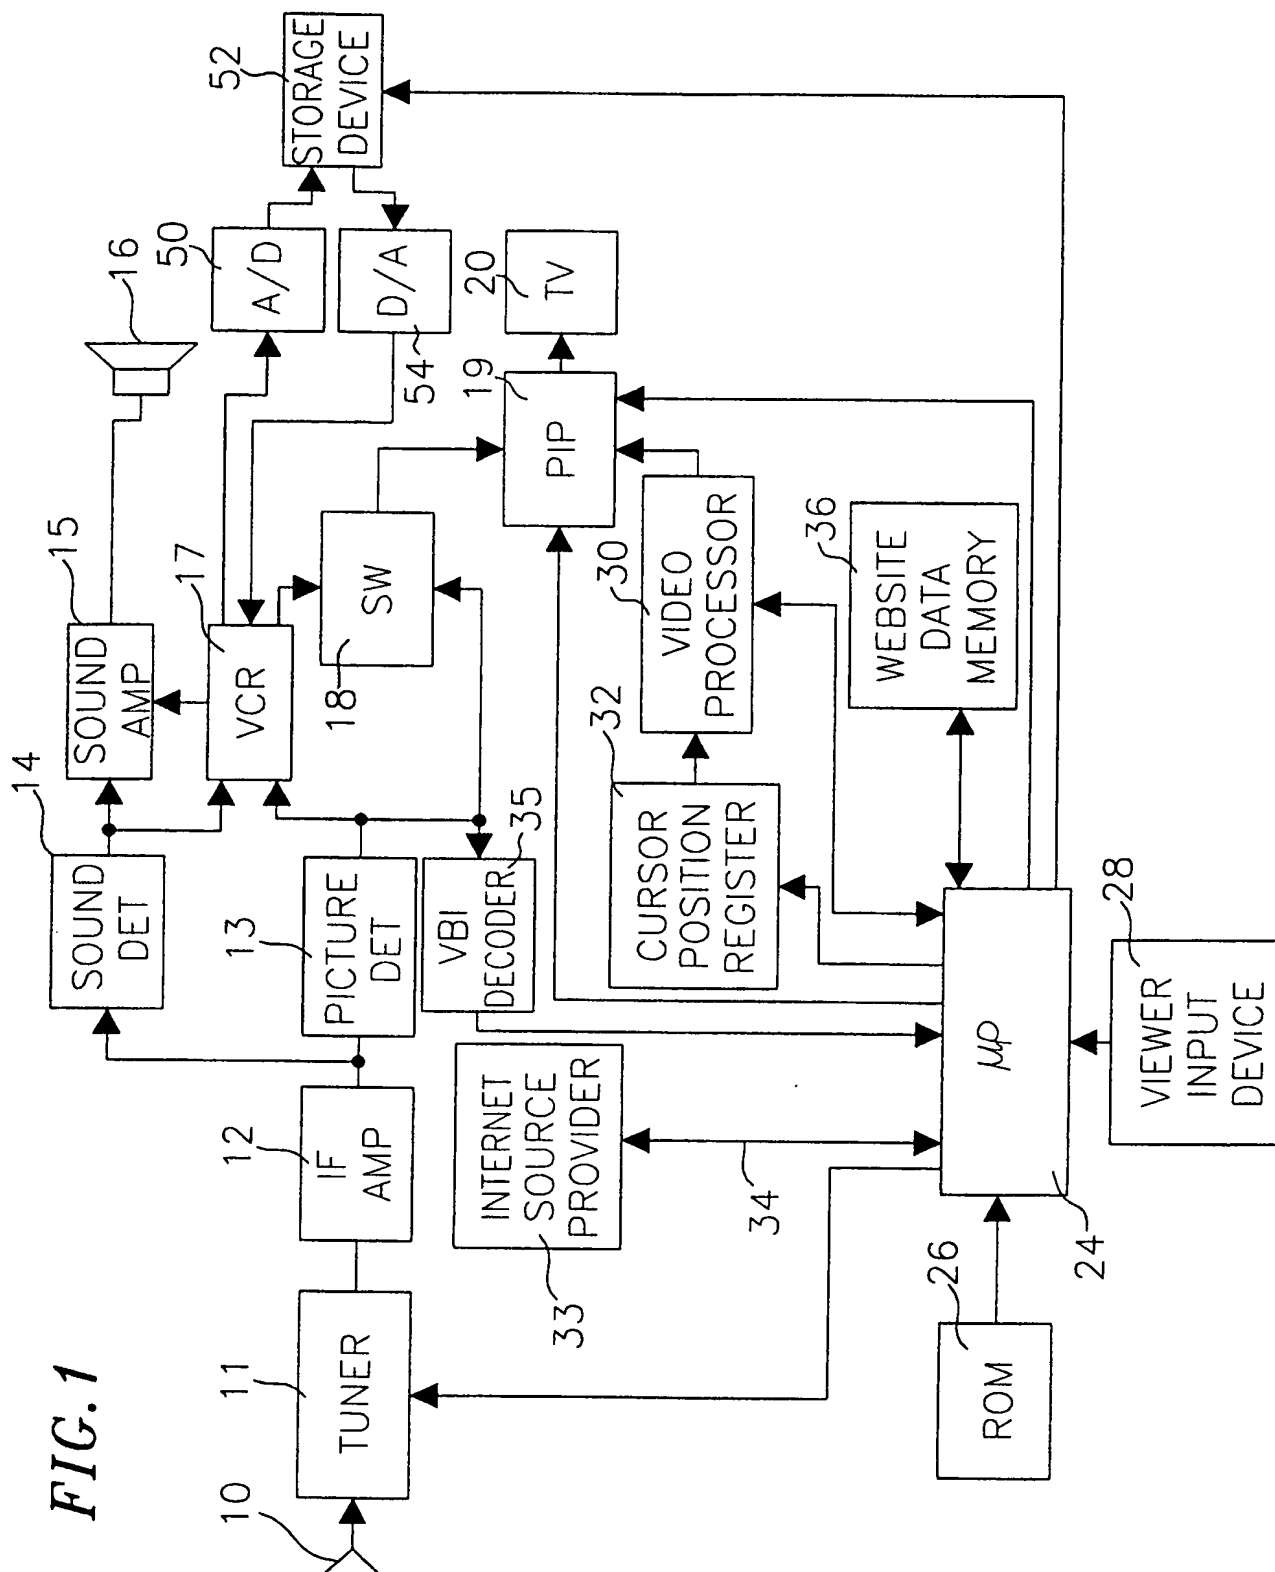 FIG.1
10
11
TUNER
12
IF
AMP
13
PICTURE
DET
14
SOUND
DET
15
SOUND
AMP
16
17
VCR
18
SW
50
A/D
52
STORAGE
DEVICE
54
D/A
19
PIP
20
TV
35
VBI
DECODER
33
INTERNET
SOURCE
PROVIDER
34
32
CURSOR
POSITION
REGISTER
30
VIDEO
PROCESSOR
36
WEBSITE
DATA
MEMORY
26
ROM
24
μP
28
VIEWER
INPUT
DEVICE